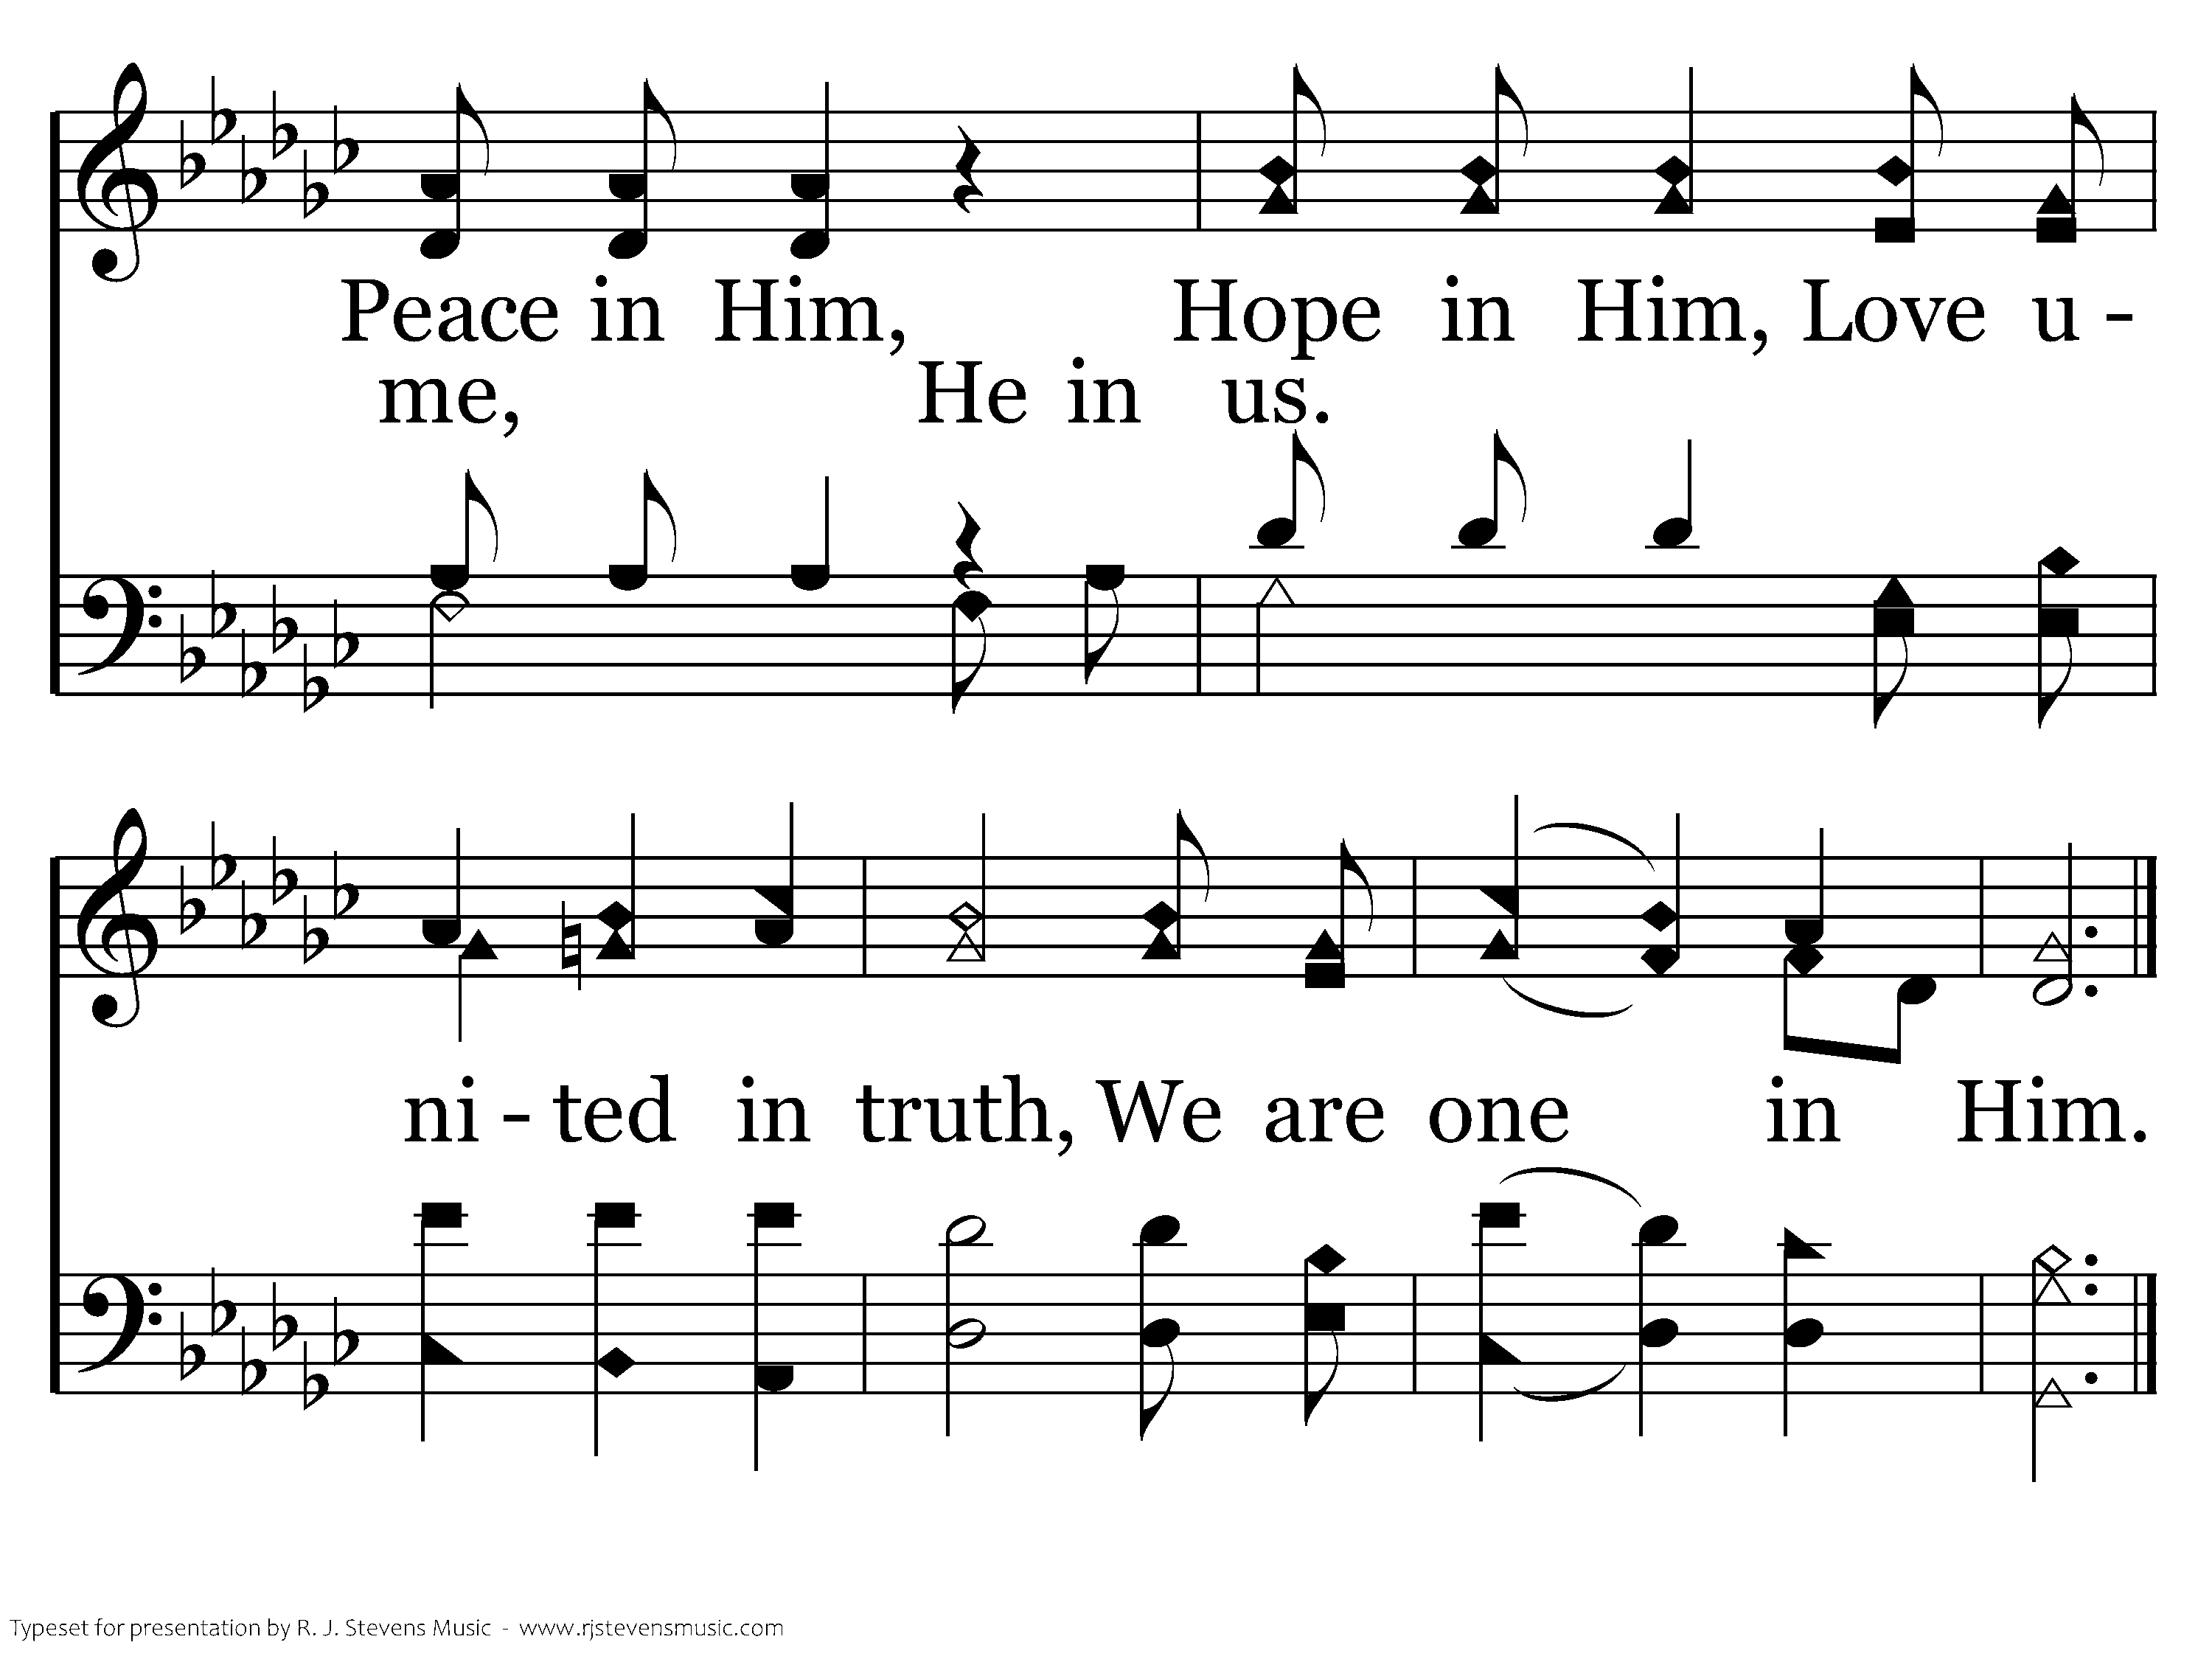 Peace in Him, Hope in Him, Love u -
me, He in us.
ni - ted in truth, We are one in Him.
Typeset for presentation by R. J. Stevens Music - www.rjstevensmusic.com